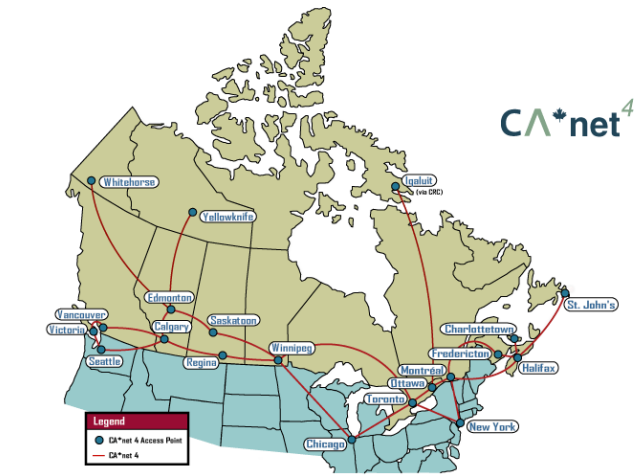 CA*net 4
Whitehorse
Yellowknife
Iqaluit
(via CRC)
Edmonton
Vancouver
Victoria
Calgary
Saskatoon
Seattle
Regina
Winnipeg
St. John's
Charlottetown
Fredericton
Halifax
Montréal
Ottawa
Toronto
New York
Chicago
Legend
CA*net 4 Access Point
CA*net 4